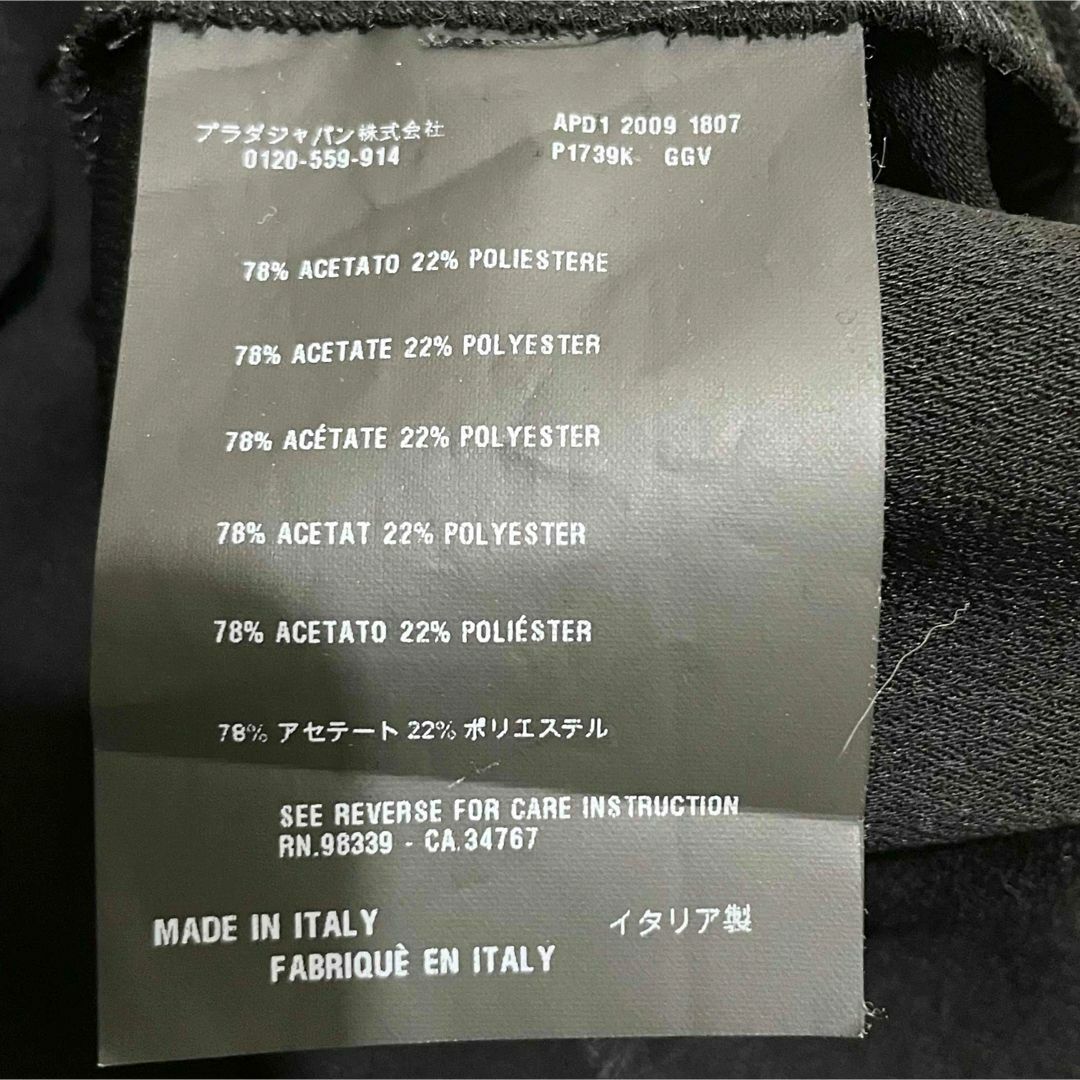 プラダジャパン株式会社
0120-559-914
APD1 2009 1807
P1739K GGV
78% ACETATO 22% POLIESTERE
78% ACETATE 22% POLYESTER
78% ACÉTATE 22% POLYESTER
78% ACETAT 22% POLYESTER
78% ACETATO 22% POLIÉSTER
78% アセテート 22% ポリエステル
SEE REVERSE FOR CARE INSTRUCTION
RN.98339 - CA.34767
MADE IN ITALY
イタリア製
FABRIQUÈ EN ITALY